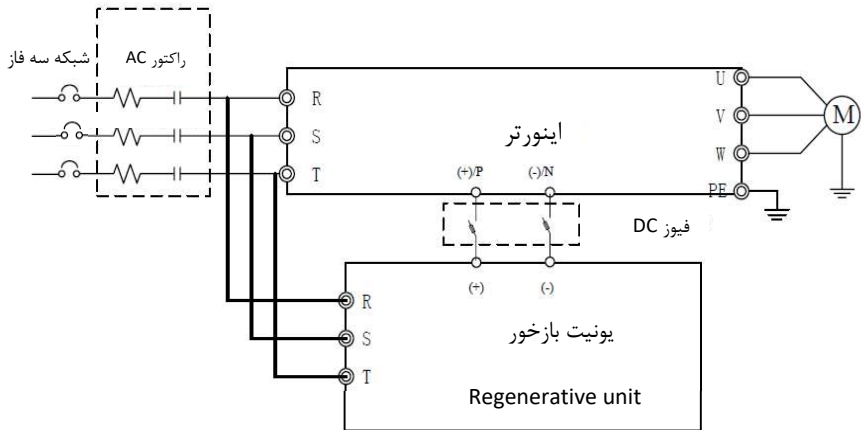 شبکه سه فاز
راکتور AC
R
S
T
اینورتر
(+)/P
(-)/N
U
V
W
PE
M
فیوز DC
(+)
(-)
R
S
T
یونیت بازخور
Regenerative unit